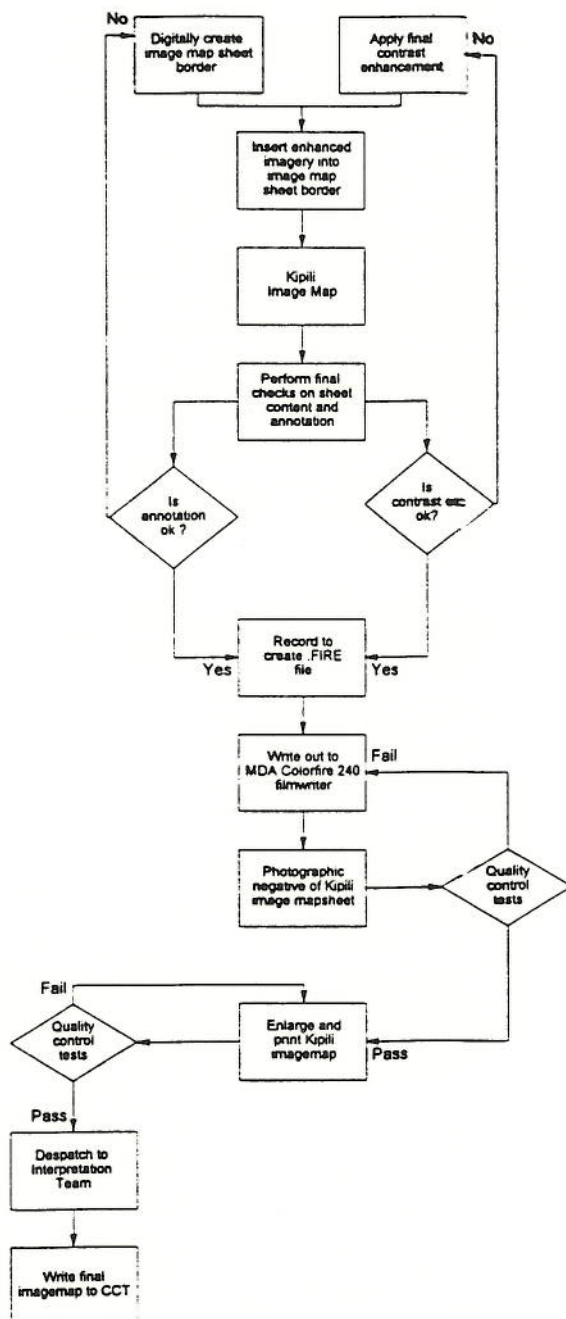 No
Digitally create
image map sheet
border
Apply final
contrast
enhancement
No
Insert enhanced
imagery into
image map
sheet border
Kipili
Image Map
Perform final
checks on sheet
content and
annotation
Is
annotation
ok ?
Is
contrast etc
ok?
Yes
Record to
create .FIRE
file
Yes
Write out to
MDA Colorfire 240
filmwriter
Fail
Photographic
negative of Kipili
image mapsheet
Quality
control
tests
Fail
Quality
control
tests
Enlarge and
print Kipili
imagemap
Pass
Pass
Despatch to
Interpretation
Team
Write final
imagemap to CCT